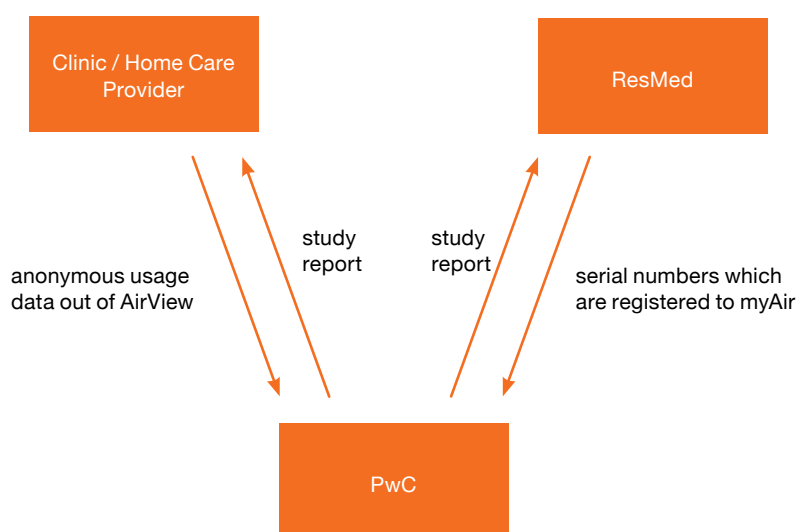 Clinic / Home Care
Provider
ResMed
anonymous usage
data out of AirView
study
report
study
report
serial numbers which
are registered to myAir
PwC